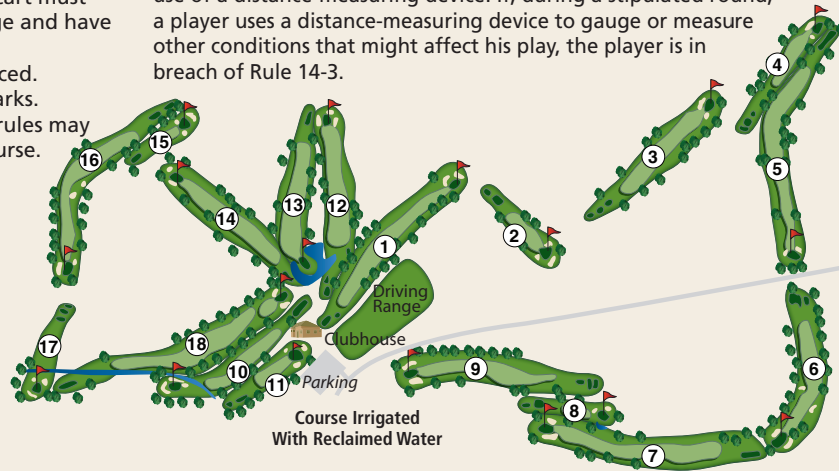 cart must
ge and have
ced.
arks.
rules may
urse.
use of a distance-measuring device. If, during a stipulated round,
a player uses a distance-measuring device to gauge or measure
other conditions that might affect his play, the player is in
breach of Rule 14-3.
4
15
3
16
5
13
12
14
1
2
Driving
Range
18
Clubhouse
17
10
11
Parking
9
6
8
Course Irrigated
With Reclaimed Water
7